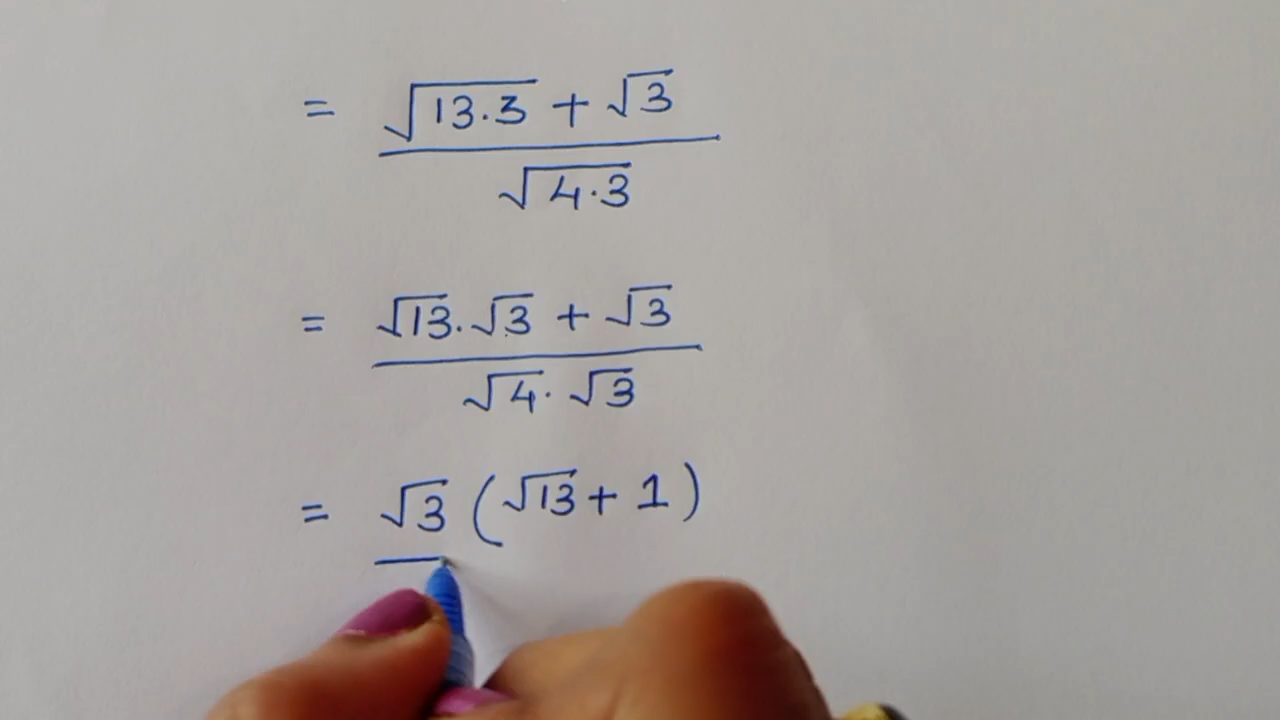 = √13.3 + √3
√4.3
= √13.√3 + √3
√4.√3
= √3 (√13 + 1)